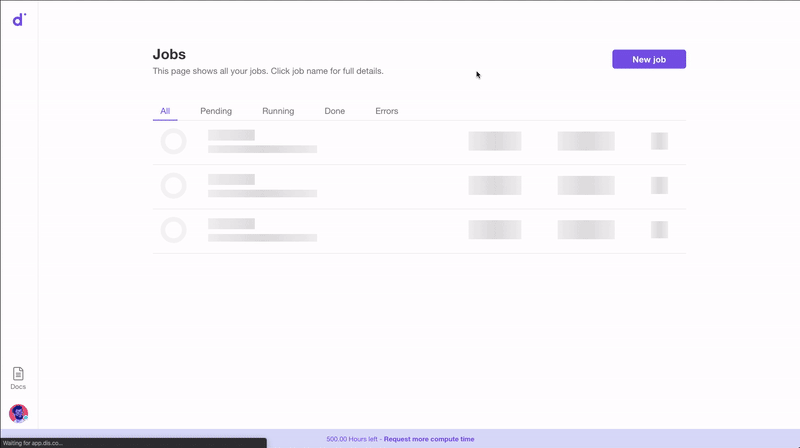 d
Jobs
New job
This page shows all your jobs. Click job name for full details.
All Pending Running Done Errors
Docs
500.00 Hours left - Request more compute time
Waiting for app.dis.co...